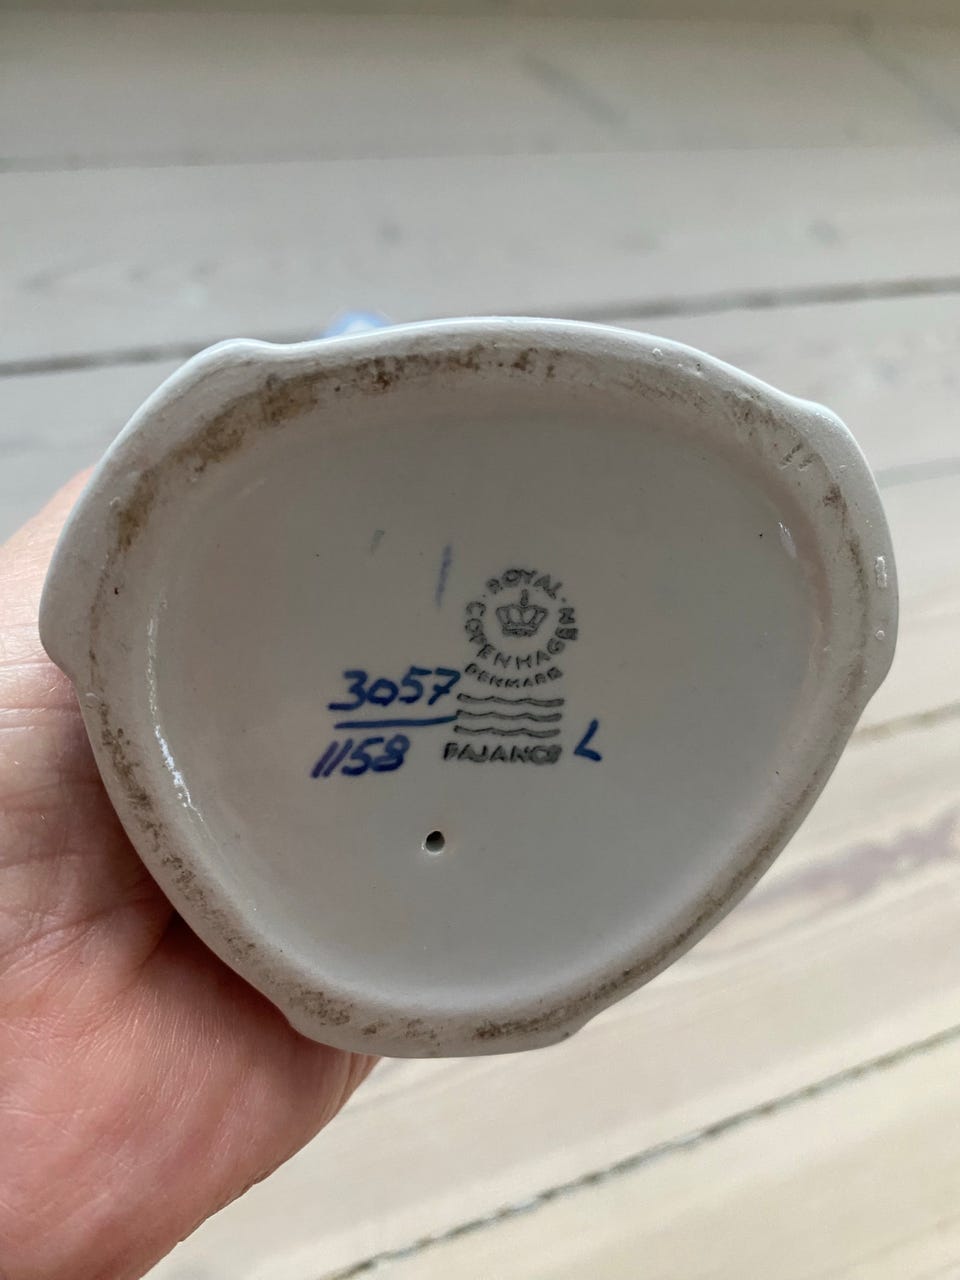 ROYAL
COPENHAGEN
DENMARK
3057
1158
FAJANCE
L